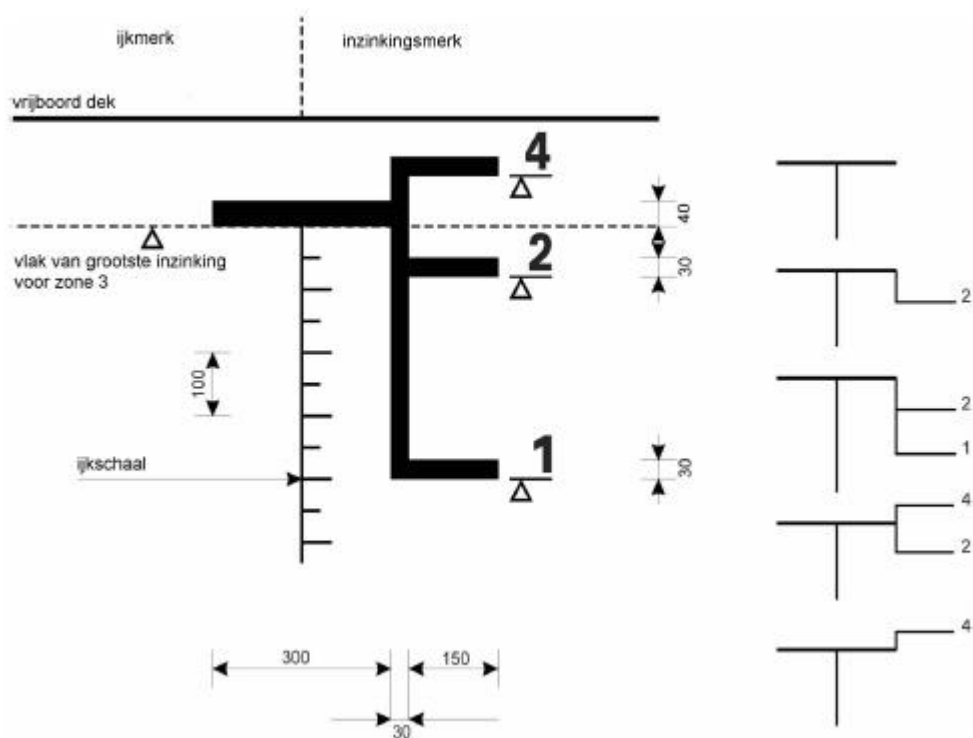 ijkmerk
inzinkingsmerk
vrijboord dek
4
40
vlak van grootste inzinking
voor zone 3
2
30
100
ijkschaal
1
30
300
150
30
2
2
1
4
2
4